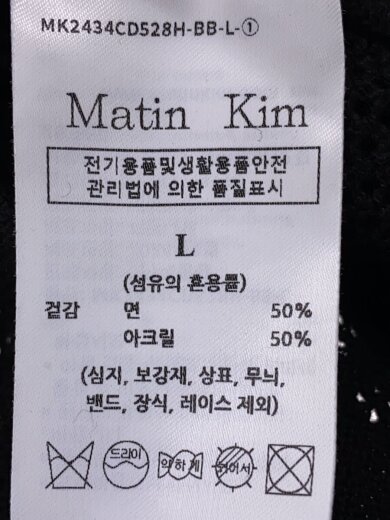 MK2434CD528H-BB-L-①
Matin Kim
전기용품및생활용품안전
관리법에 의한 품질표시
L
(섬유의 혼용률)
겉감 면 50%
아크릴 50%
(심지, 보강재, 상표, 무늬,
밴드, 장식, 레이스 제외)
드라이 약하게 뉘어서